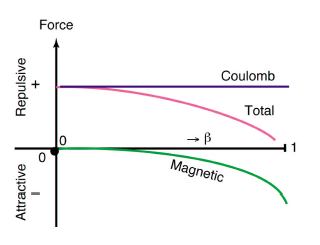 Force
Repulsive
+
Coulomb
Total
0
→ β
0
1
Magnetic
Attractive
−